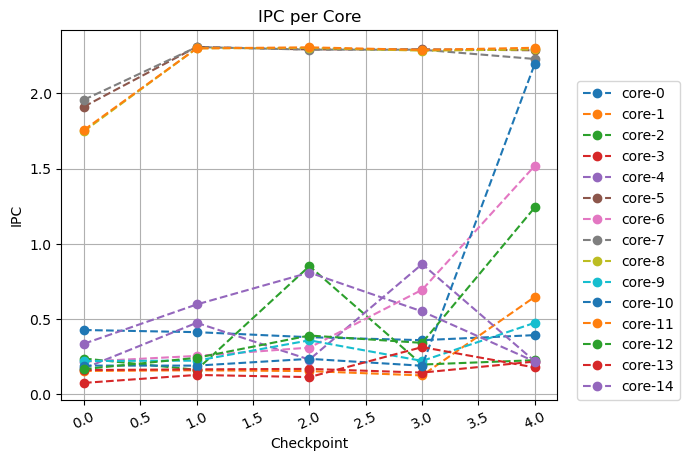 IPC per Core
IPC
2.0
1.5
1.0
0.5
0.0
0.0 0.5 1.0 1.5 2.0 2.5 3.0 3.5 4.0
Checkpoint
core-0
core-1
core-2
core-3
core-4
core-5
core-6
core-7
core-8
core-9
core-10
core-11
core-12
core-13
core-14